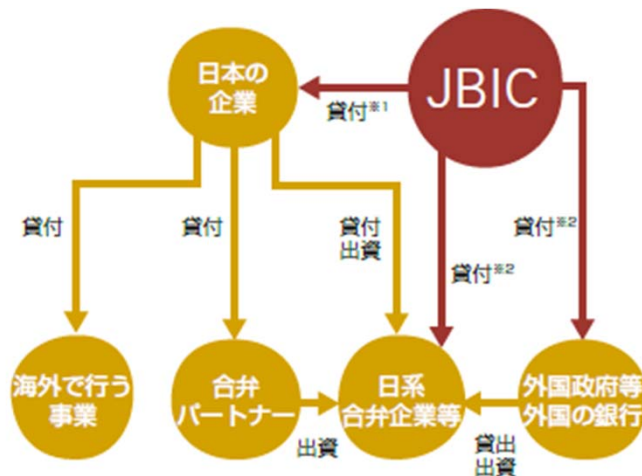 日本の
企業
JBIC
貸付※1
貸付
貸付
貸付
出資
貸付※2
貸付※2
海外で行う
事業
合弁
パートナー
出資
日系
合弁企業等
貸出
出資
外国政府等
外国の銀行